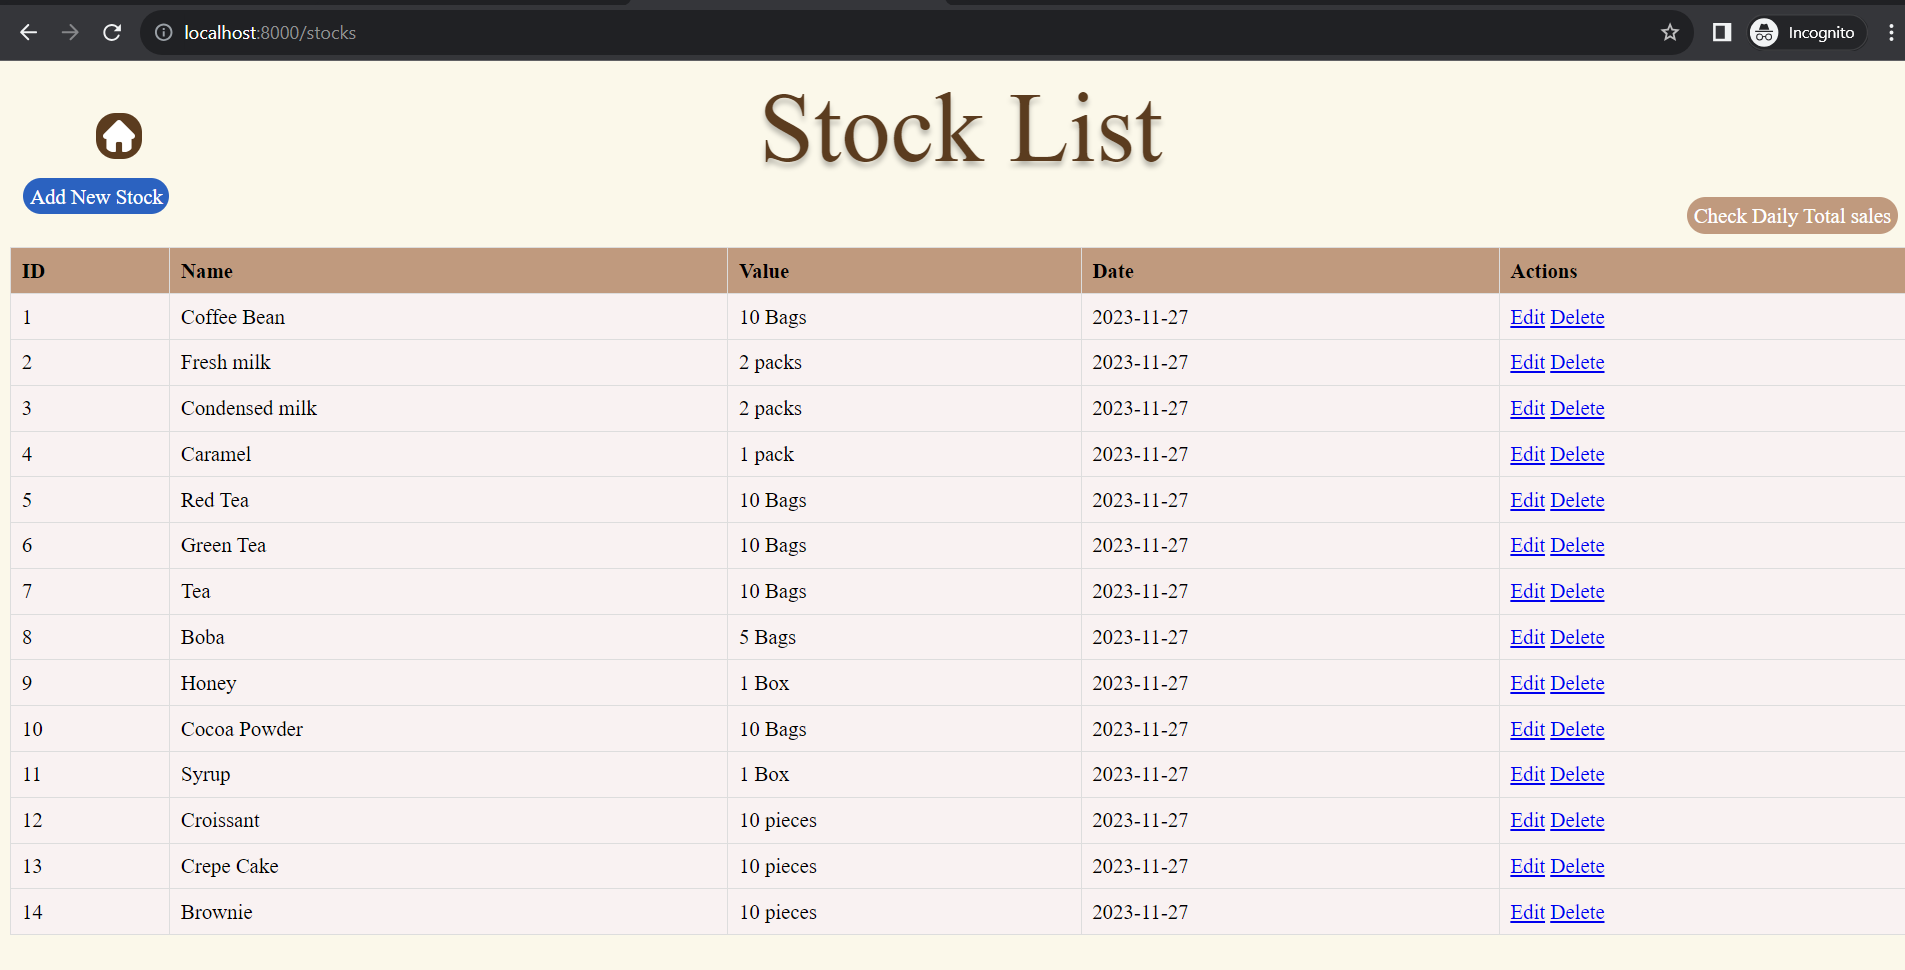 localhost:8000/stocks
Incognito
Stock List
Add New Stock
Check Daily Total sales
ID Name Value Date Actions
1 Coffee Bean 10 Bags 2023-11-27 Edit Delete
2 Fresh milk 2 packs 2023-11-27 Edit Delete
3 Condensed milk 2 packs 2023-11-27 Edit Delete
4 Caramel 1 pack 2023-11-27 Edit Delete
5 Red Tea 10 Bags 2023-11-27 Edit Delete
6 Green Tea 10 Bags 2023-11-27 Edit Delete
7 Tea 10 Bags 2023-11-27 Edit Delete
8 Boba 5 Bags 2023-11-27 Edit Delete
9 Honey 1 Box 2023-11-27 Edit Delete
10 Cocoa Powder 10 Bags 2023-11-27 Edit Delete
11 Syrup 1 Box 2023-11-27 Edit Delete
12 Croissant 10 pieces 2023-11-27 Edit Delete
13 Crepe Cake 10 pieces 2023-11-27 Edit Delete
14 Brownie 10 pieces 2023-11-27 Edit Delete